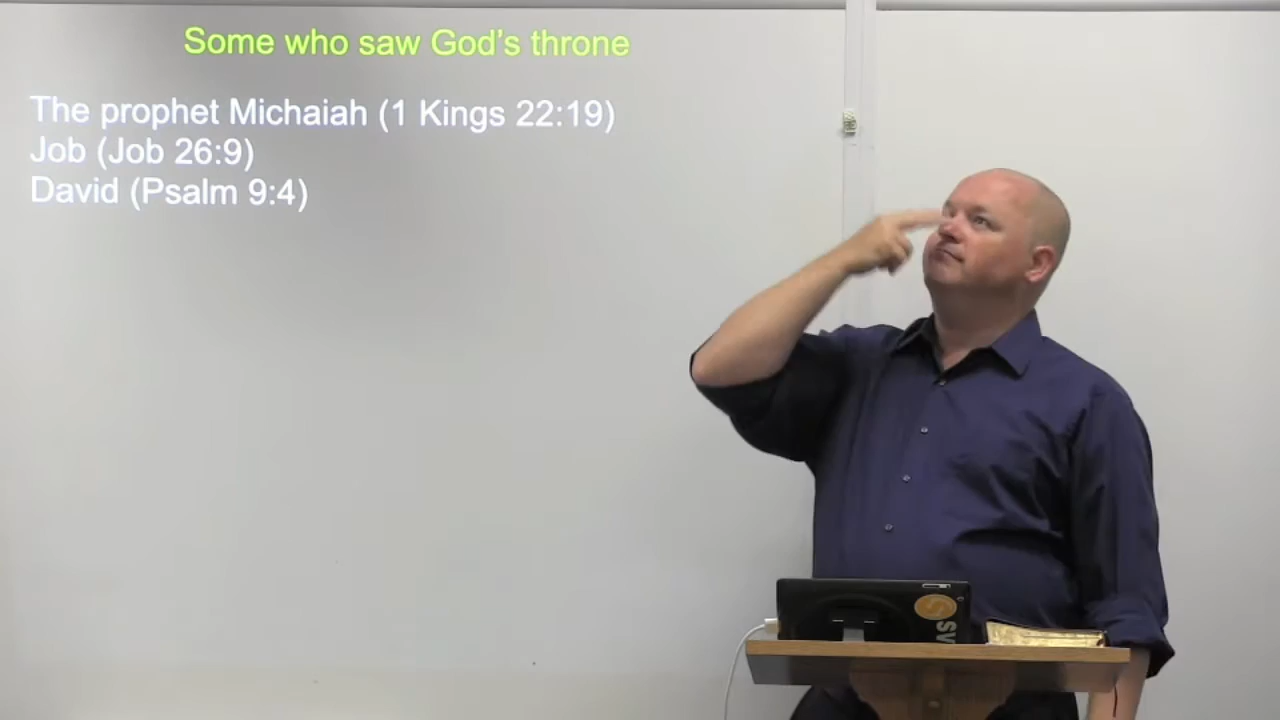 Some who saw God's throne
The prophet Michaiah (1 Kings 22:19)
Job (Job 26:9)
David (Psalm 9:4)
SV